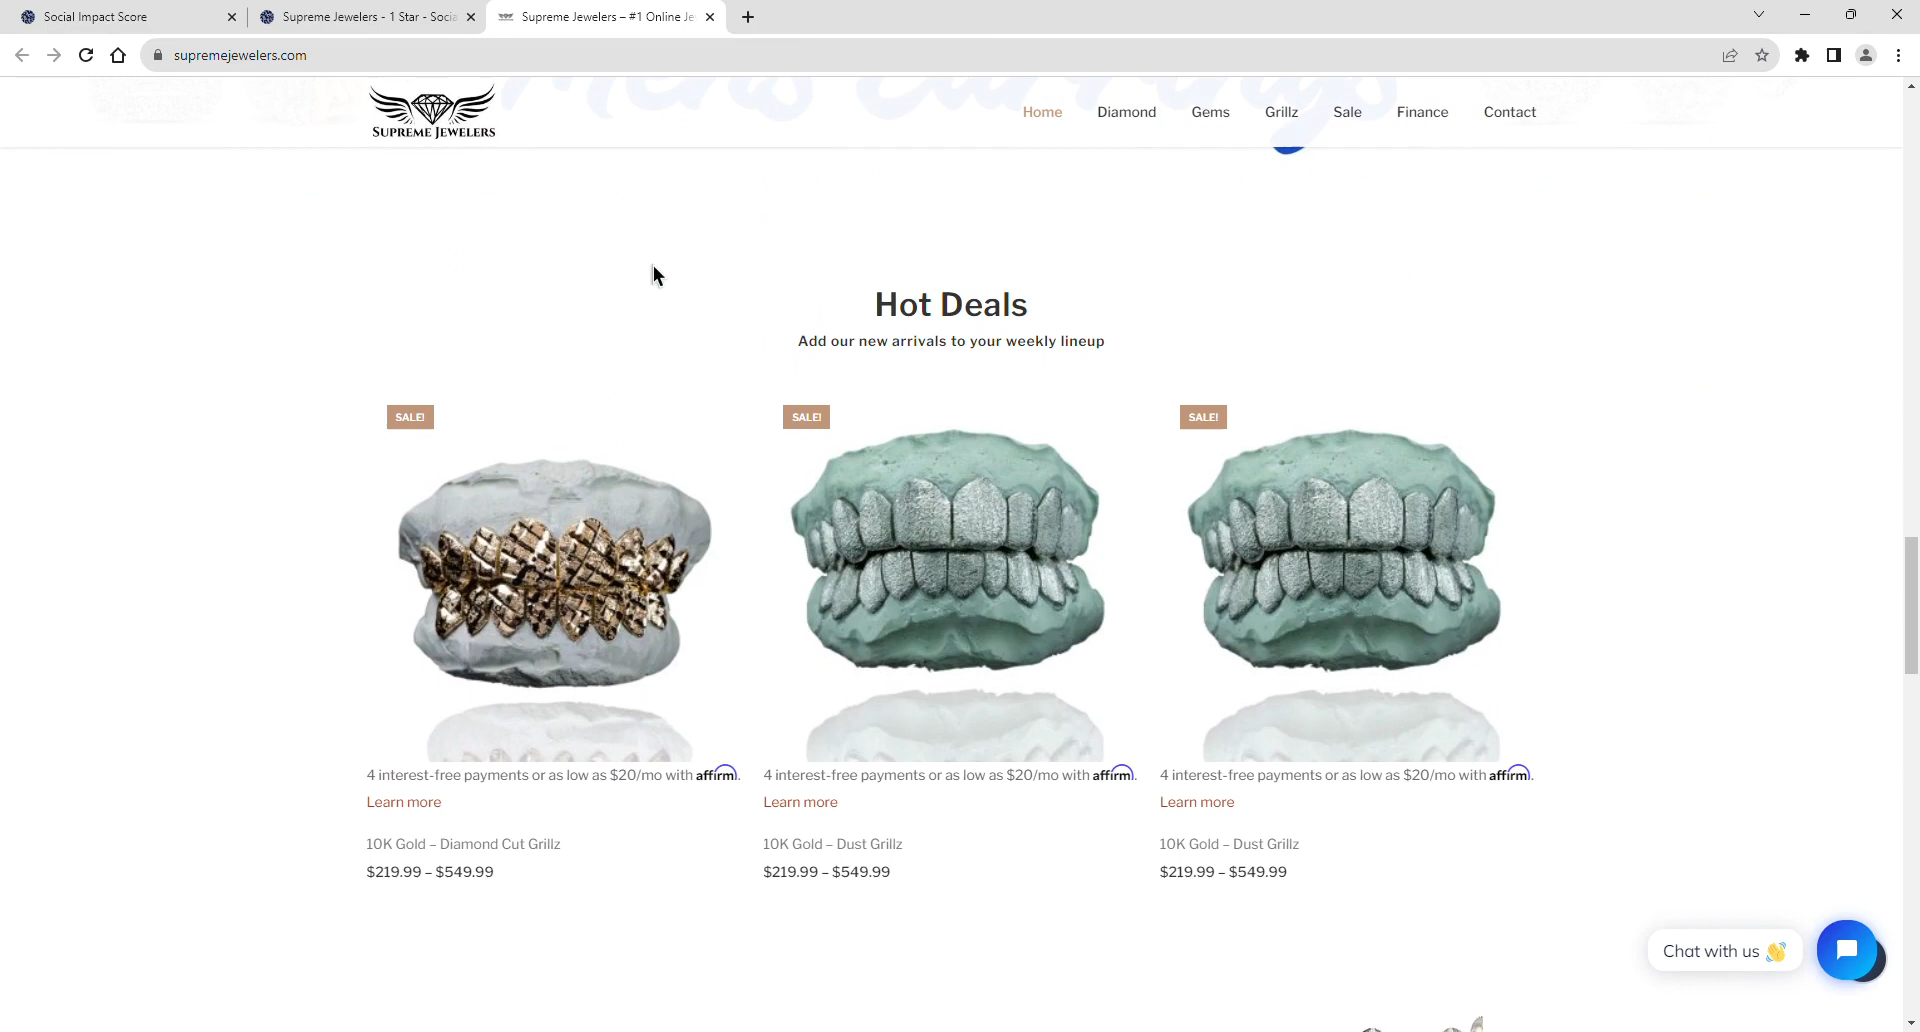 Social Impact Score
Supreme Jewelers - 1 Star - Socia
Supreme Jewelers – #1 Online Je
supremejewelers.com
Mens Earrings
SUPREME JEWELERS
Home Diamond Gems Grillz Sale Finance Contact
Hot Deals
Add our new arrivals to your weekly lineup
SALE! SALE! SALE!
4 interest-free payments or as low as $20/mo with affirm. 4 interest-free payments or as low as $20/mo with affirm. 4 interest-free payments or as low as $20/mo with affirm.
Learn more Learn more Learn more
10K Gold – Diamond Cut Grillz 10K Gold – Dust Grillz 10K Gold – Dust Grillz
$219.99 – $549.99 $219.99 – $549.99 $219.99 – $549.99
Chat with us 👋